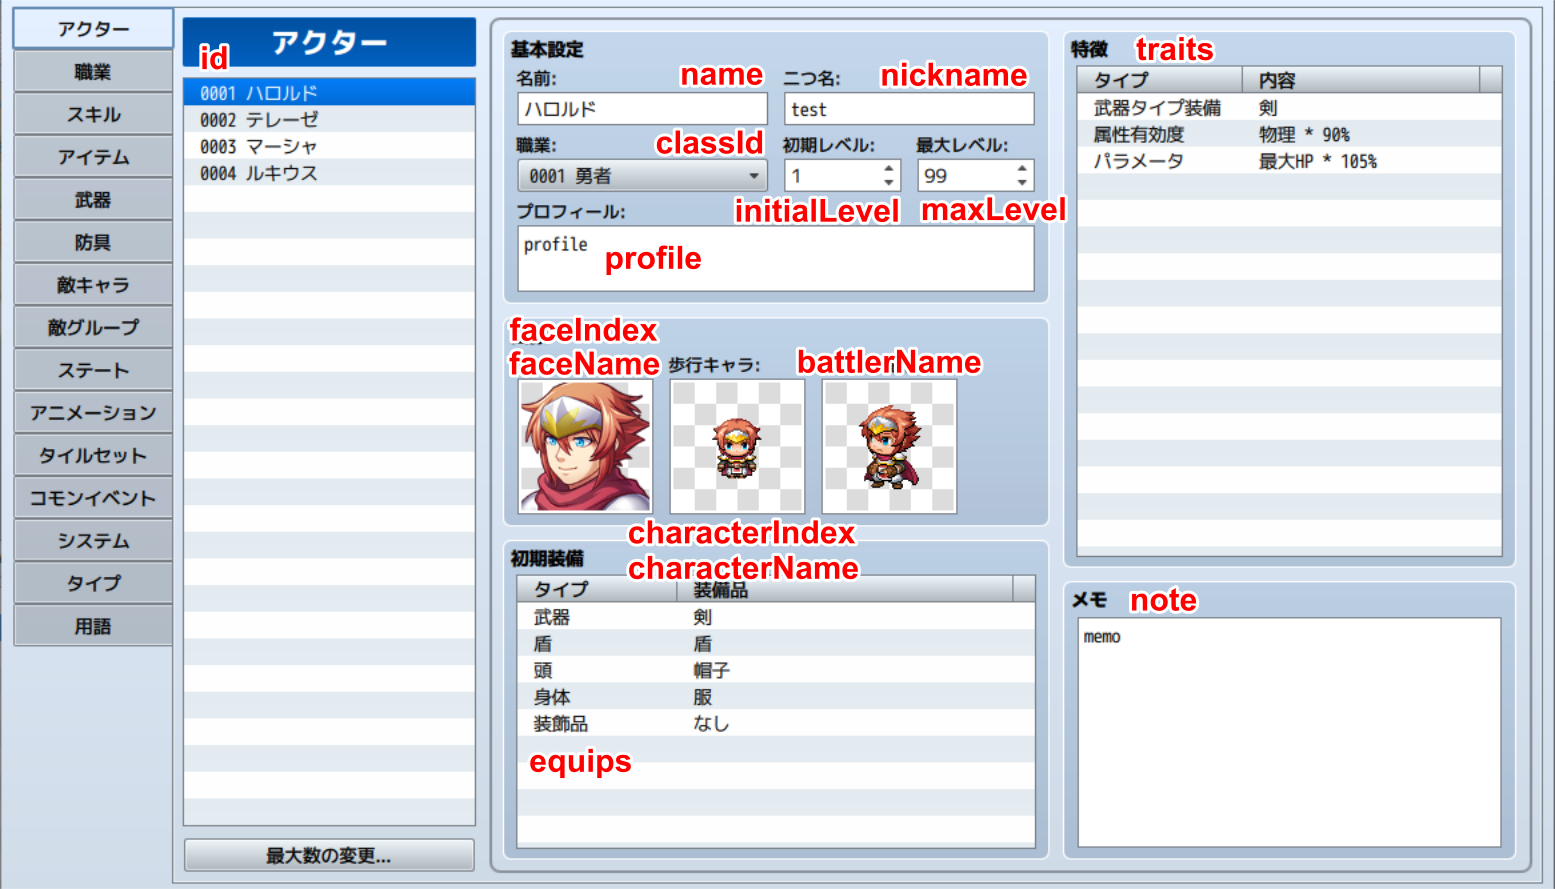 アクター
職業
スキル
アイテム
武器
防具
敵キャラ
敵グループ
ステート
アニメーション
タイルセット
コモンイベント
システム
タイプ
用語
アクター
id
0001 ハロルド
0002 テレーゼ
0003 マーシャ
0004 ルキウス
最大数の変更...
基本設定
名前: name
二つ名: nickname
ハロルド
test
職業: classId
初期レベル:
最大レベル:
0001 勇者
1
99
プロフィール: initialLevel maxLevel
profile
profile
faceIndex
faceName
歩行キャラ:
battlerName
characterIndex
characterName
初期装備
タイプ 装備品
武器 剣
盾 盾
頭 帽子
身体 服
装飾品 なし
equips
特徴 traits
タイプ 内容
武器タイプ装備 剣
属性有効度 物理 * 90%
パラメータ 最大HP * 105%
メモ note
memo